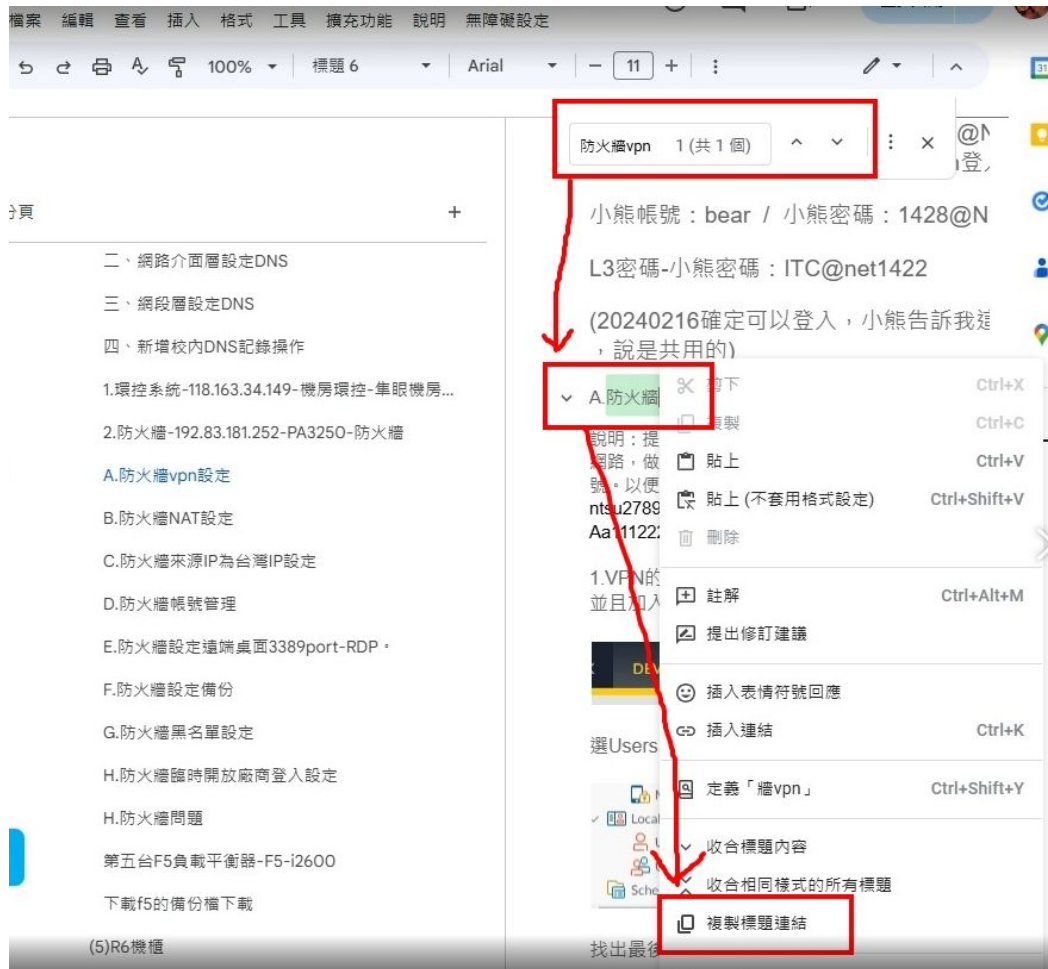 檔案 編輯 查看 插入 格式 工具 擴充功能 說明 無障礙設定
100% 標題 6 Arial 11
31
防火牆vpn 1 (共 1 個)
@N
登入
分頁
小熊帳號：bear / 小熊密碼：1428@N
二、網路介面層設定DNS
L3密碼-小熊密碼：ITC@net1422
三、網段層設定DNS
(20240216確定可以登入，小熊告訴我這
四、新增校內DNS記錄操作
，說是共用的)
1.環控系統-118.163.34.149-機房環控-隼眼機房...
2.防火牆-192.83.181.252-PA3250-防火牆
A.防火牆vpn設定
B.防火牆NAT設定
C.防火牆來源IP為台灣IP設定
D.防火牆帳號管理
E.防火牆設定遠端桌面3389port-RDP。
F.防火牆設定備份
G.防火牆黑名單設定
H.防火牆臨時開放廠商登入設定
H.防火牆問題
第五台F5負載平衡器-F5-i2600
下載f5的備份檔下載
(5)R6機櫃
A.防火牆
說明：提
網路，做
號。以便
ntsu2789
Aa111222
1.VPN的
並且加入
DEV
選Users
Local
Sche
找出最後
剪下 Ctrl+X
複製 Ctrl+C
貼上 Ctrl+V
貼上 (不套用格式設定) Ctrl+Shift+V
刪除
註解 Ctrl+Alt+M
提出修訂建議
插入表情符號回應
插入連結 Ctrl+K
定義「牆vpn」 Ctrl+Shift+Y
收合標題內容
收合相同樣式的所有標題
複製標題連結